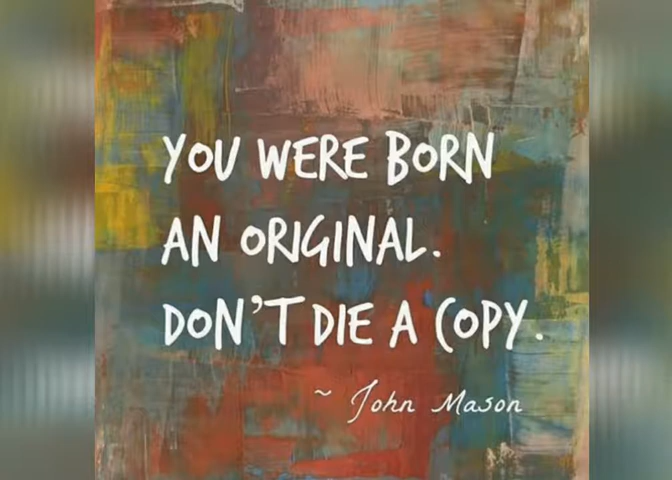 YOU WERE BORN
AN ORIGINAL.
DON'T DIE A COPY.
~ John Mason